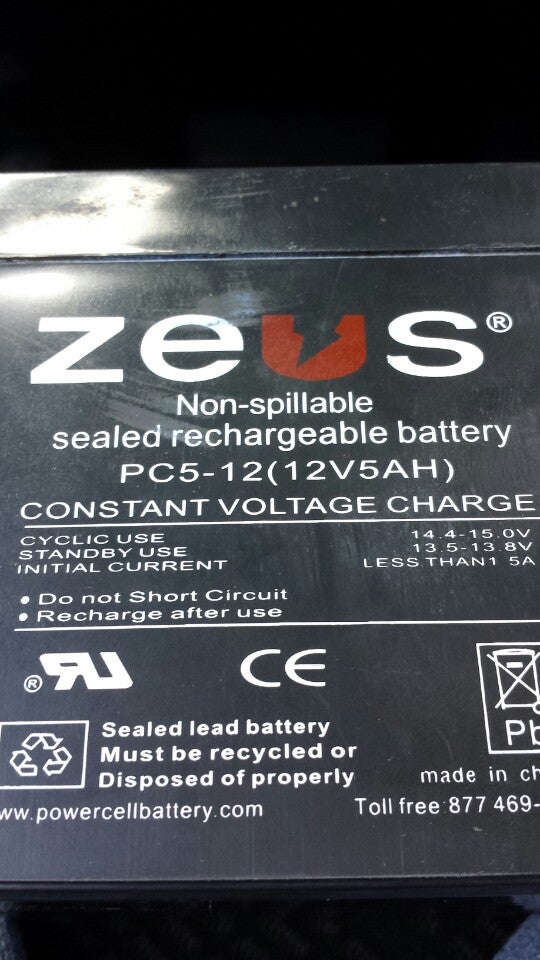 zeus®
Non-spillable
sealed rechargeable battery
PC5-12(12V5AH)
CONSTANT VOLTAGE CHARGE
CYCLIC USE 14.4-15.0V
STANDBY USE 13.5-13.8V
INITIAL CURRENT LESS THAN1 5A
• Do not Short Circuit
• Recharge after use
® RU CE
Pb
Sealed lead battery
Must be recycled or
Disposed of properly
made in ch
ww.powercellbattery.com Toll free:877 469-